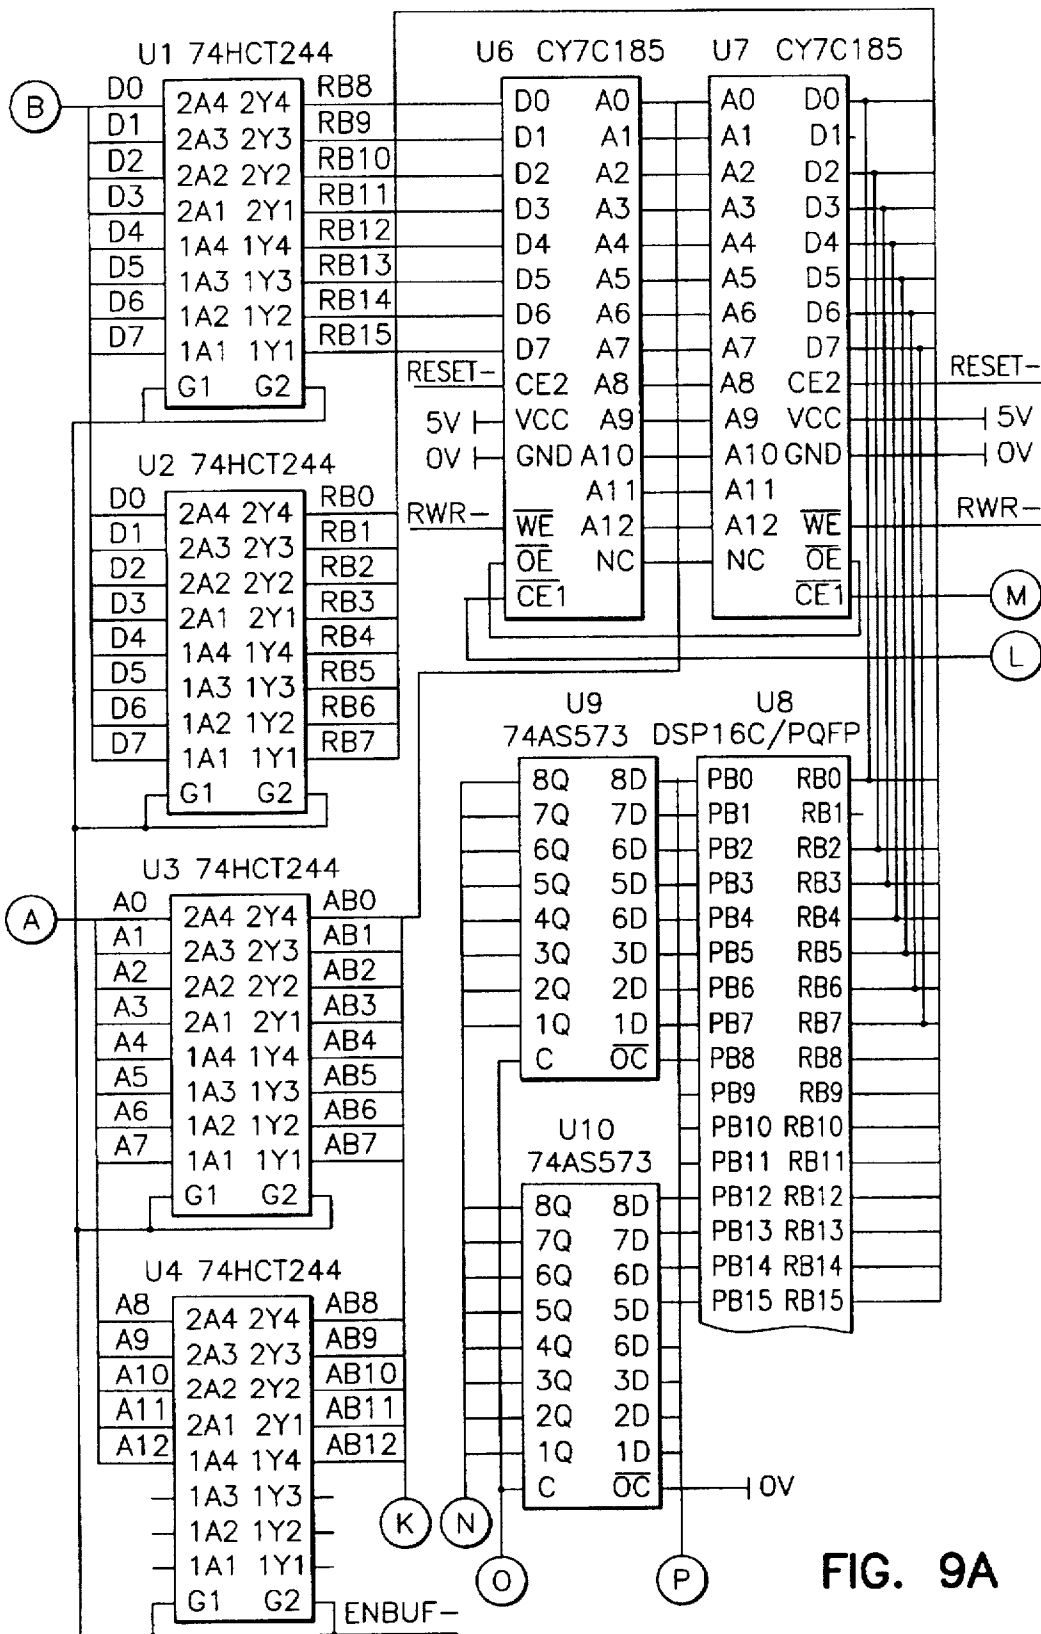 U1 74HCT244
B
D0 2A4 2Y4 RB8
D1 2A3 2Y3 RB9
D2 2A2 2Y2 RB10
D3 2A1 2Y1 RB11
D4 1A4 1Y4 RB12
D5 1A3 1Y3 RB13
D6 1A2 1Y2 RB14
D7 1A1 1Y1 RB15
G1 G2
U2 74HCT244
D0 2A4 2Y4 RB0
D1 2A3 2Y3 RB1
D2 2A2 2Y2 RB2
D3 2A1 2Y1 RB3
D4 1A4 1Y4 RB4
D5 1A3 1Y3 RB5
D6 1A2 1Y2 RB6
D7 1A1 1Y1 RB7
G1 G2
U3 74HCT244
A
A0 2A4 2Y4 AB0
A1 2A3 2Y3 AB1
A2 2A2 2Y2 AB2
A3 2A1 2Y1 AB3
A4 1A4 1Y4 AB4
A5 1A3 1Y3 AB5
A6 1A2 1Y2 AB6
A7 1A1 1Y1 AB7
G1 G2
U4 74HCT244
A8 2A4 2Y4 AB8
A9 2A3 2Y3 AB9
A10 2A2 2Y2 AB10
A11 2A1 2Y1 AB11
A12 1A4 1Y4 AB12
1A3 1Y3
1A2 1Y2
1A1 1Y1
G1 G2 ENBUF-
U6 CY7C185 U7 CY7C185
D0 A0 A0 D0
D1 A1 A1 D1
D2 A2 A2 D2
D3 A3 A3 D3
D4 A4 A4 D4
D5 A5 A5 D5
D6 A6 A6 D6
D7 A7 A7 D7
RESET- CE2 A8 A8 CE2 RESET-
5V VCC A9 A9 VCC 5V
0V GND A10 A10 GND 0V
A11 A11
RWR- WE A12 A12 WE RWR-
OE NC NC OE
CE1 CE1 M
L
U9 U8
74AS573 DSP16C/PQFP
8Q 8D PB0 RB0
7Q 7D PB1 RB1
6Q 6D PB2 RB2
5Q 5D PB3 RB3
4Q 6D PB4 RB4
3Q 3D PB5 RB5
2Q 2D PB6 RB6
1Q 1D PB7 RB7
C OC PB8 RB8
PB9 RB9
PB10 RB10
PB11 RB11
PB12 RB12
PB13 RB13
PB14 RB14
PB15 RB15
U10
74AS573
8Q 8D
7Q 7D
6Q 6D
5Q 5D
4Q 6D
3Q 3D
2Q 2D
1Q 1D
C OC 0V
K N
O P
FIG. 9A